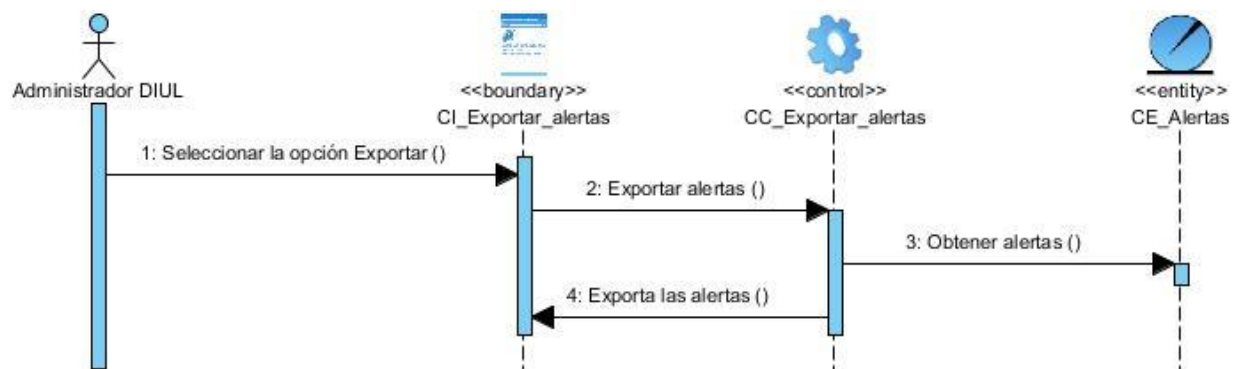 Administrador DIUL
<<boundary>>
CI_Exportar_alertas
<<control>>
CC_Exportar_alertas
<<entity>>
CE_Alertas
1: Seleccionar la opción Exportar ()
2: Exportar alertas ()
3: Obtener alertas ()
4: Exporta las alertas ()